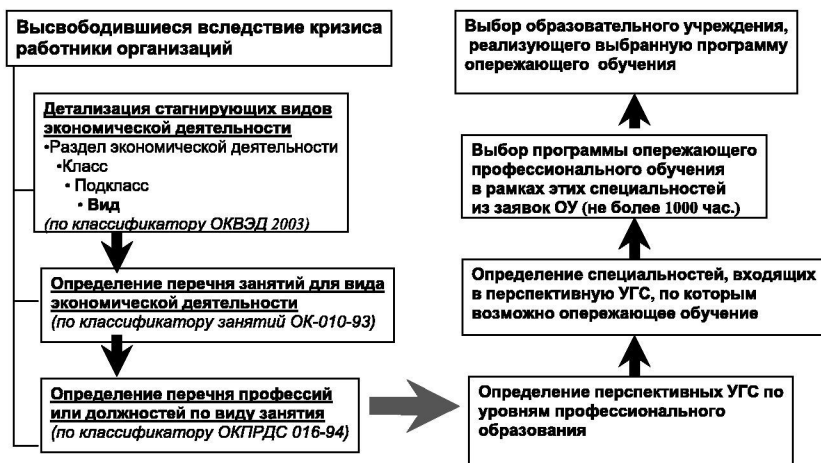 Высвободившиеся вследствие кризиса
работники организаций
Детализация стагнирующих видов
экономической деятельности
•Раздел экономической деятельности
•Класс
• Подкласс
• Вид
(по классификатору ОКВЭД 2003)
Определение перечня занятий для вида
экономической деятельности
(по классификатору занятий ОК-010-93)
Определение перечня профессий
или должностей по виду занятия
(по классификатору ОКПРДС 016-94)
Выбор образовательного учреждения,
реализующего выбранную программу
опережающего обучения
Выбор программы опережающего
профессионального обучения
в рамках этих специальностей
из заявок ОУ (не более 1000 час.)
Определение специальностей, входящих
в перспективную УГС, по которым
возможно опережающее обучение
Определение перспективных УГС по
уровням профессионального
образования